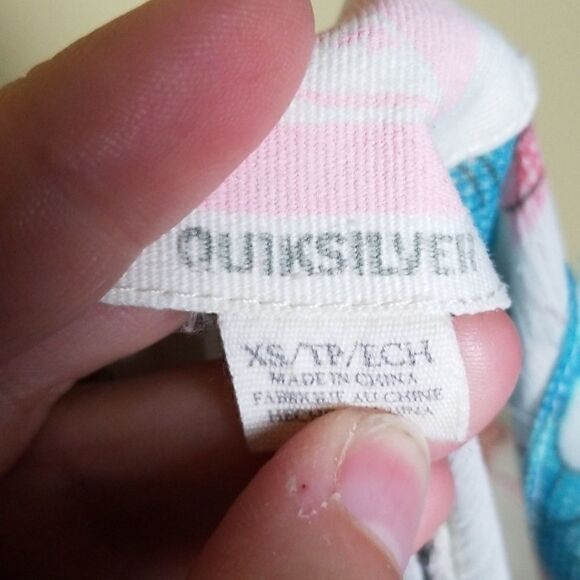 QUIKSILVER
XS/TP/ECH
MADE IN CHINA
FABRIQUE AU CHINE